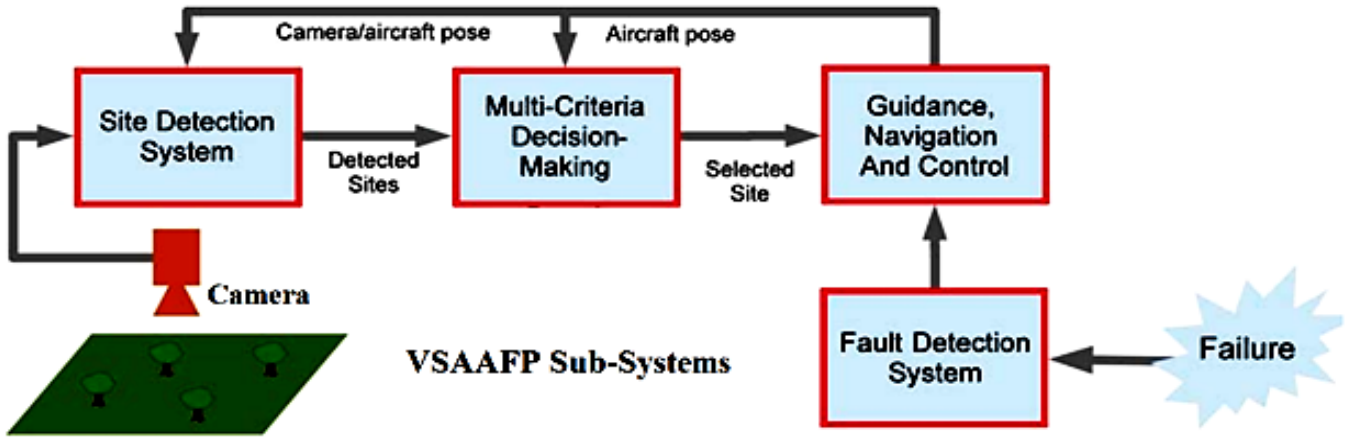 Camera/aircraft pose
Aircraft pose
Site Detection
System
Detected
Sites
Multi-Criteria
Decision-
Making
Selected
Site
Guidance,
Navigation
And Control
Camera
VSAAFP Sub-Systems
Fault Detection
System
Failure